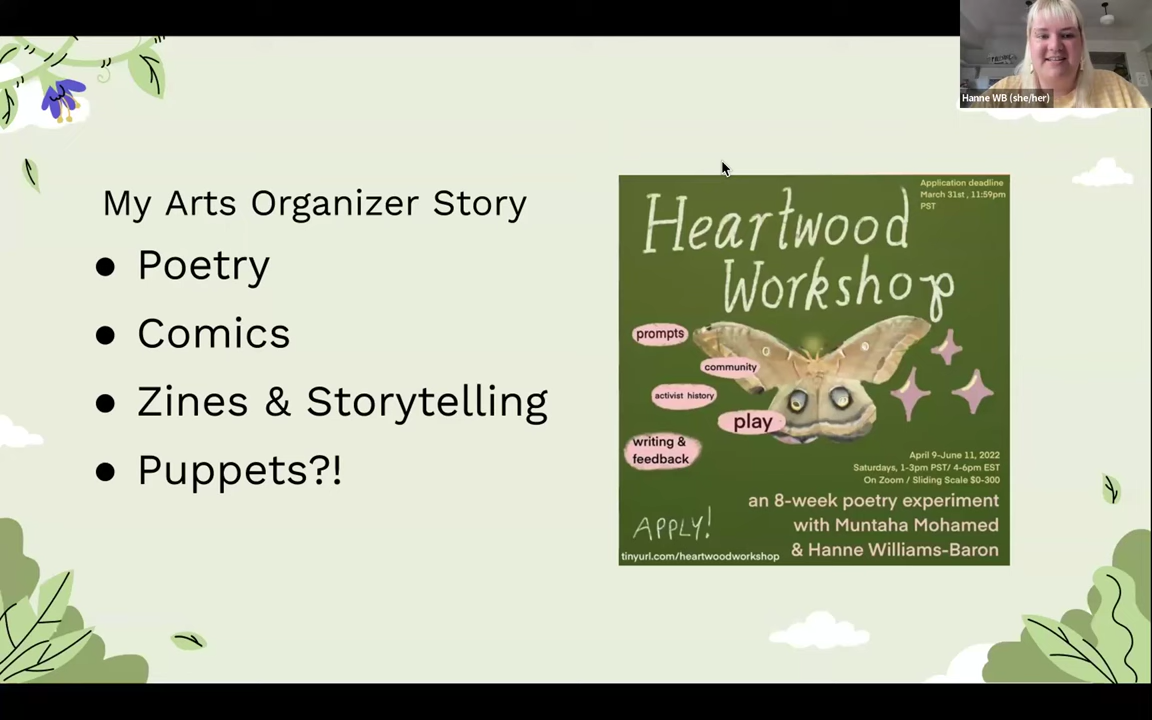 Hanne WB (she/her)
My Arts Organizer Story
● Poetry
● Comics
● Zines & Storytelling
● Puppets?!
Application deadline
March 31st , 11:59pm
PST
Heartwood
Workshop
prompts
community
activist history
play
writing &
feedback
April 9-June 11, 2022
Saturdays, 1-3pm PST/ 4-6pm EST
On Zoom / Sliding Scale $0-300
an 8-week poetry experiment
with Muntaha Mohamed
& Hanne Williams-Baron
APPLY!
tinyurl.com/heartwoodworkshop